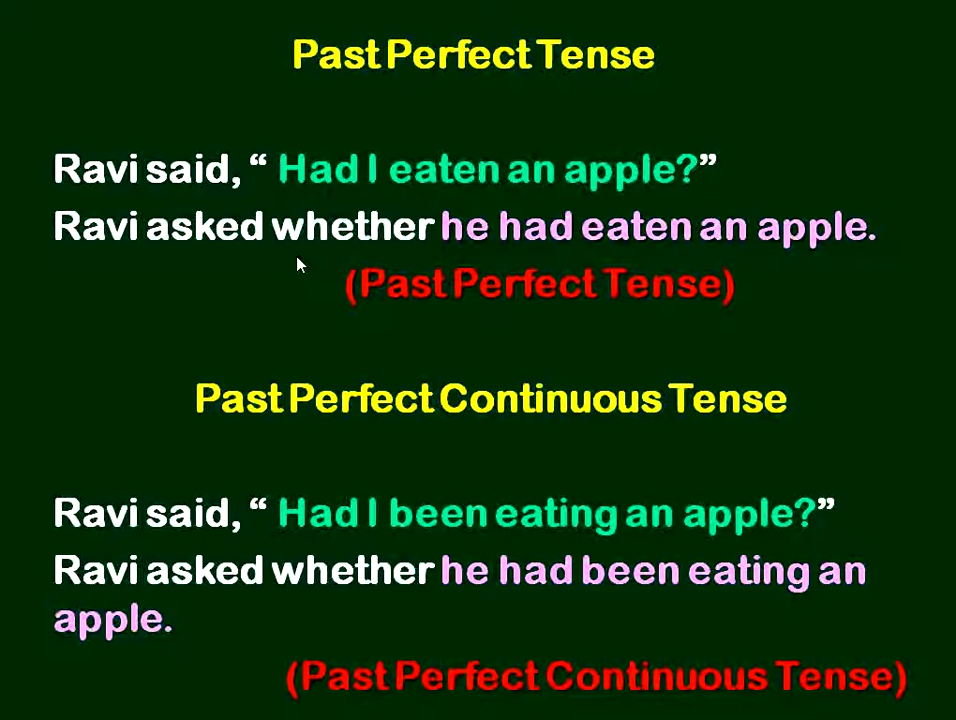 Past Perfect Tense
Ravi said, “ Had I eaten an apple?”
Ravi asked whether he had eaten an apple.
(Past Perfect Tense)
Past Perfect Continuous Tense
Ravi said, “ Had I been eating an apple?”
Ravi asked whether he had been eating an
apple.
(Past Perfect Continuous Tense)